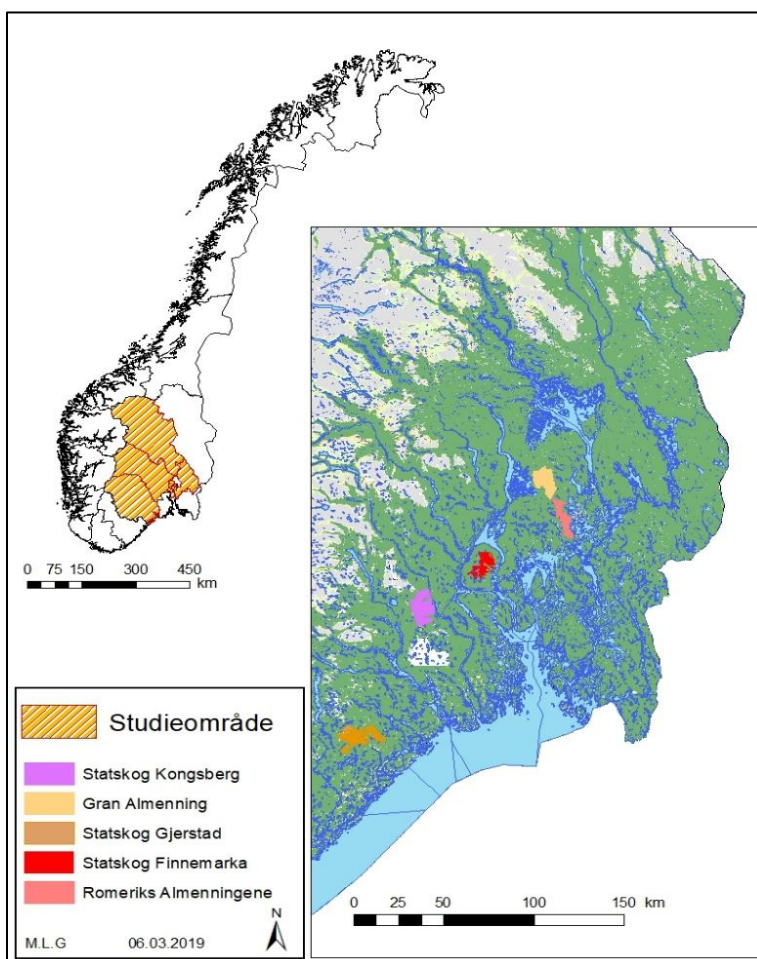 0 75 150 300 450
km
Studieområde
Statskog Kongsberg
Gran Almenning
Statskog Gjerstad
Statskog Finnemarka
Romeriks Almenningene
N
M.L.G 06.03.2019
0 25 50 100 150 km